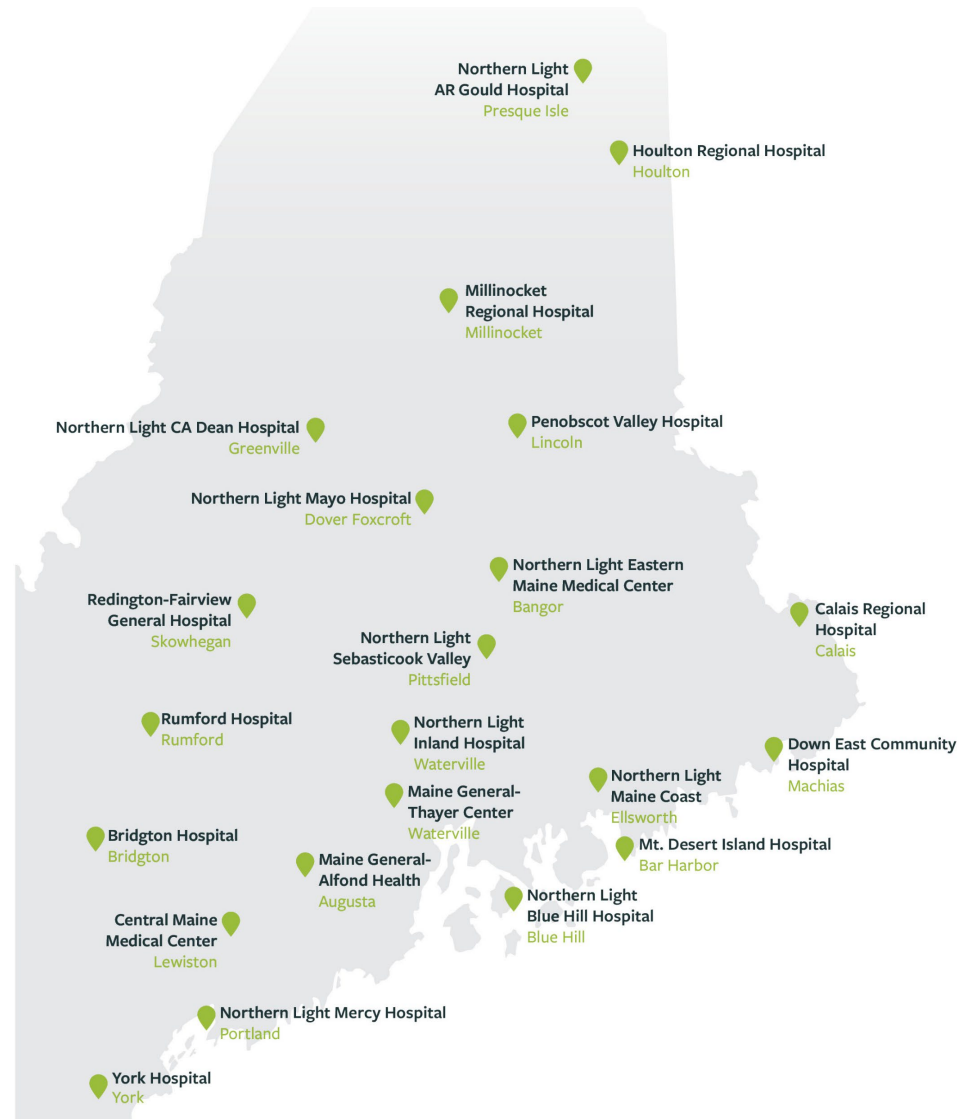 Northern Light
AR Gould Hospital
Presque Isle
Houlton Regional Hospital
Houlton
Millinocket
Regional Hospital
Millinocket
Northern Light CA Dean Hospital
Greenville
Penobscot Valley Hospital
Lincoln
Northern Light Mayo Hospital
Dover Foxcroft
Northern Light Eastern
Maine Medical Center
Bangor
Redington-Fairview
General Hospital
Skowhegan
Calais Regional
Hospital
Calais
Northern Light
Sebasticook Valley
Pittsfield
Rumford Hospital
Rumford
Northern Light
Inland Hospital
Waterville
Down East Community
Hospital
Machias
Northern Light
Maine Coast
Ellsworth
Maine General-
Thayer Center
Waterville
Bridgton Hospital
Bridgton
Mt. Desert Island Hospital
Bar Harbor
Maine General-
Alfond Health
Augusta
Northern Light
Blue Hill Hospital
Blue Hill
Central Maine
Medical Center
Lewiston
Northern Light Mercy Hospital
Portland
York Hospital
York